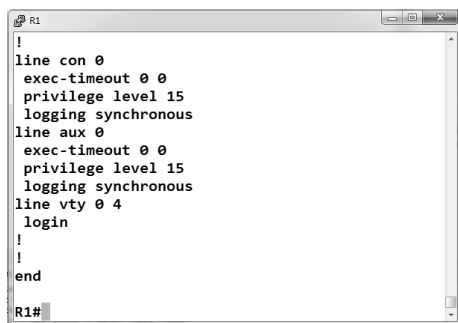 R1
!
line con 0
 exec-timeout 0 0
 privilege level 15
 logging synchronous
line aux 0
 exec-timeout 0 0
 privilege level 15
 logging synchronous
line vty 0 4
 login
!
!
end
R1#